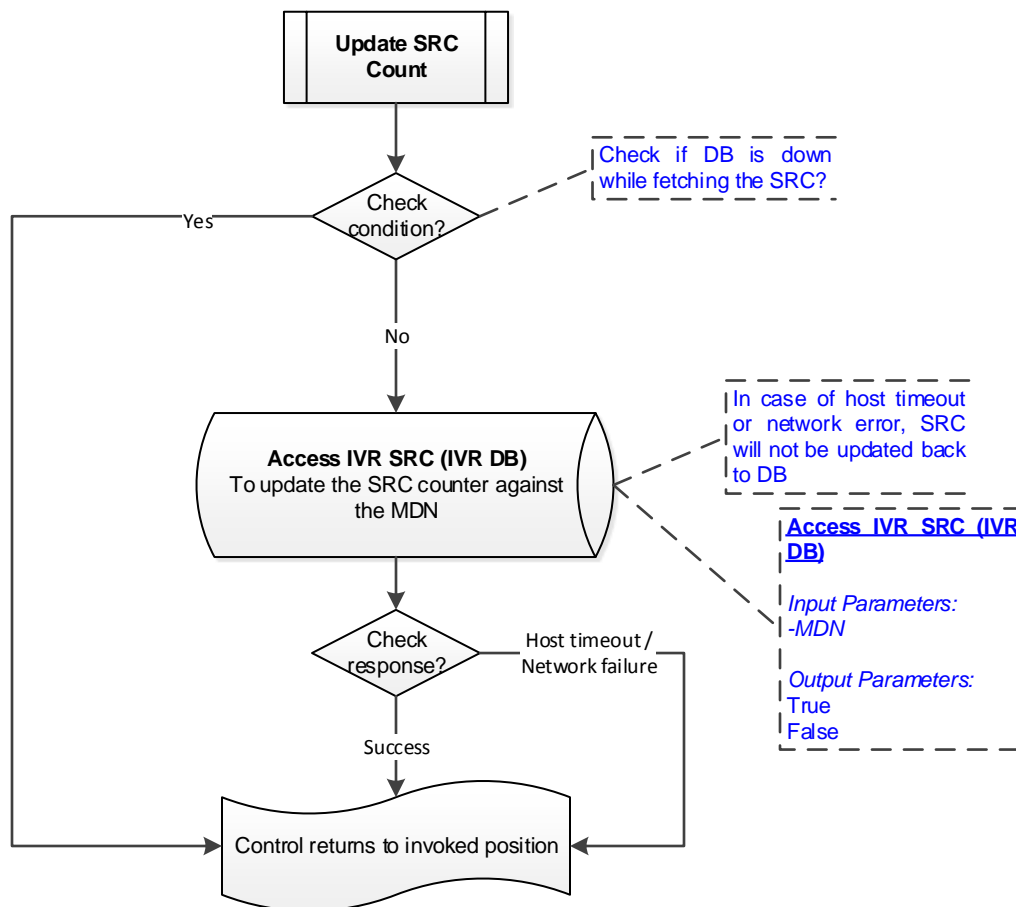 Update SRC
Count
Check if DB is down
while fetching the SRC?
Check
condition?
Yes
No
In case of host timeout
or network error, SRC
will not be updated back
to DB
Access IVR SRC (IVR DB)
To update the SRC counter against
the MDN
Access IVR SRC (IVR
DB)
Input Parameters:
-MDN
Output Parameters:
True
False
Check
response?
Host timeout /
Network failure
Success
Control returns to invoked position